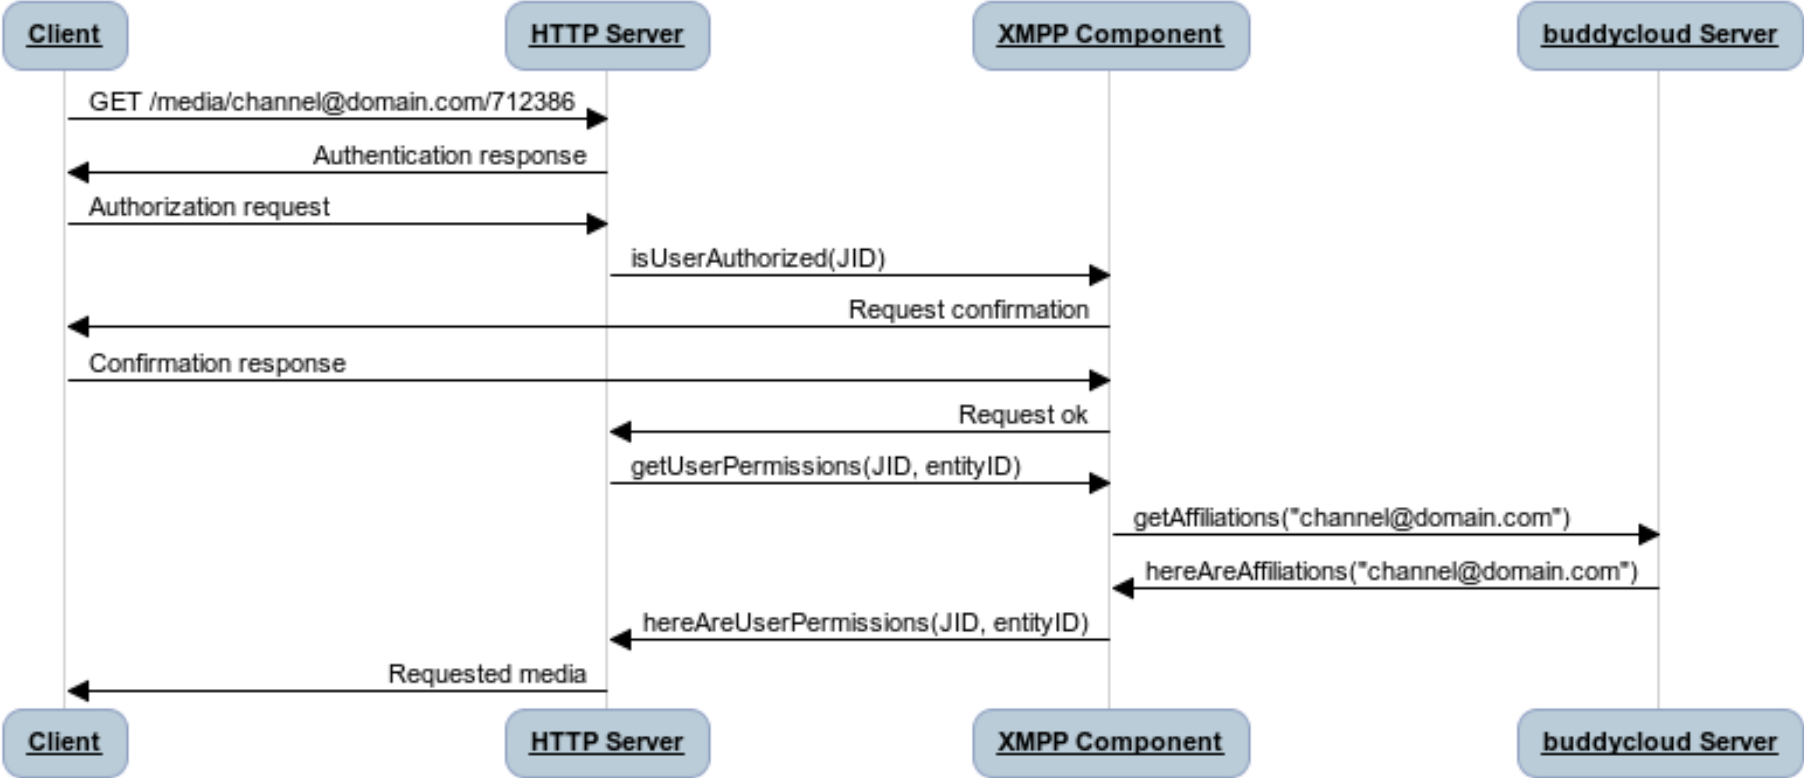 Client HTTP Server XMPP Component buddycloud Server
GET /media/channel@domain.com/712386
Authentication response
Authorization request
isUserAuthorized(JID)
Request confirmation
Confirmation response
Request ok
getUserPermissions(JID, entityID)
getAffiliations("channel@domain.com")
hereAreAffiliations("channel@domain.com")
hereAreUserPermissions(JID, entityID)
Requested media
Client HTTP Server XMPP Component buddycloud Server